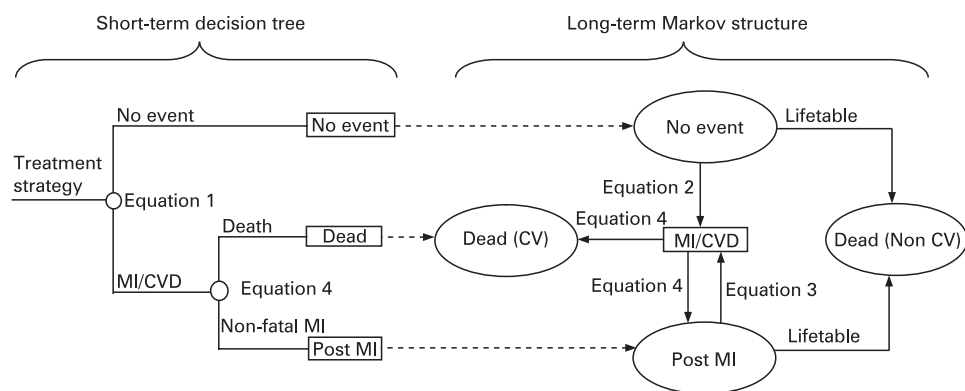 Short-term decision tree
Long-term Markov structure
No event
No event
No event
Lifetable
Treatment
strategy
Equation 1
Equation 2
Death
Dead
Dead (CV)
Equation 4
MI/CVD
Dead (Non CV)
MI/CVD
Equation 4
Equation 4
Equation 3
Non-fatal MI
Post MI
Post MI
Lifetable